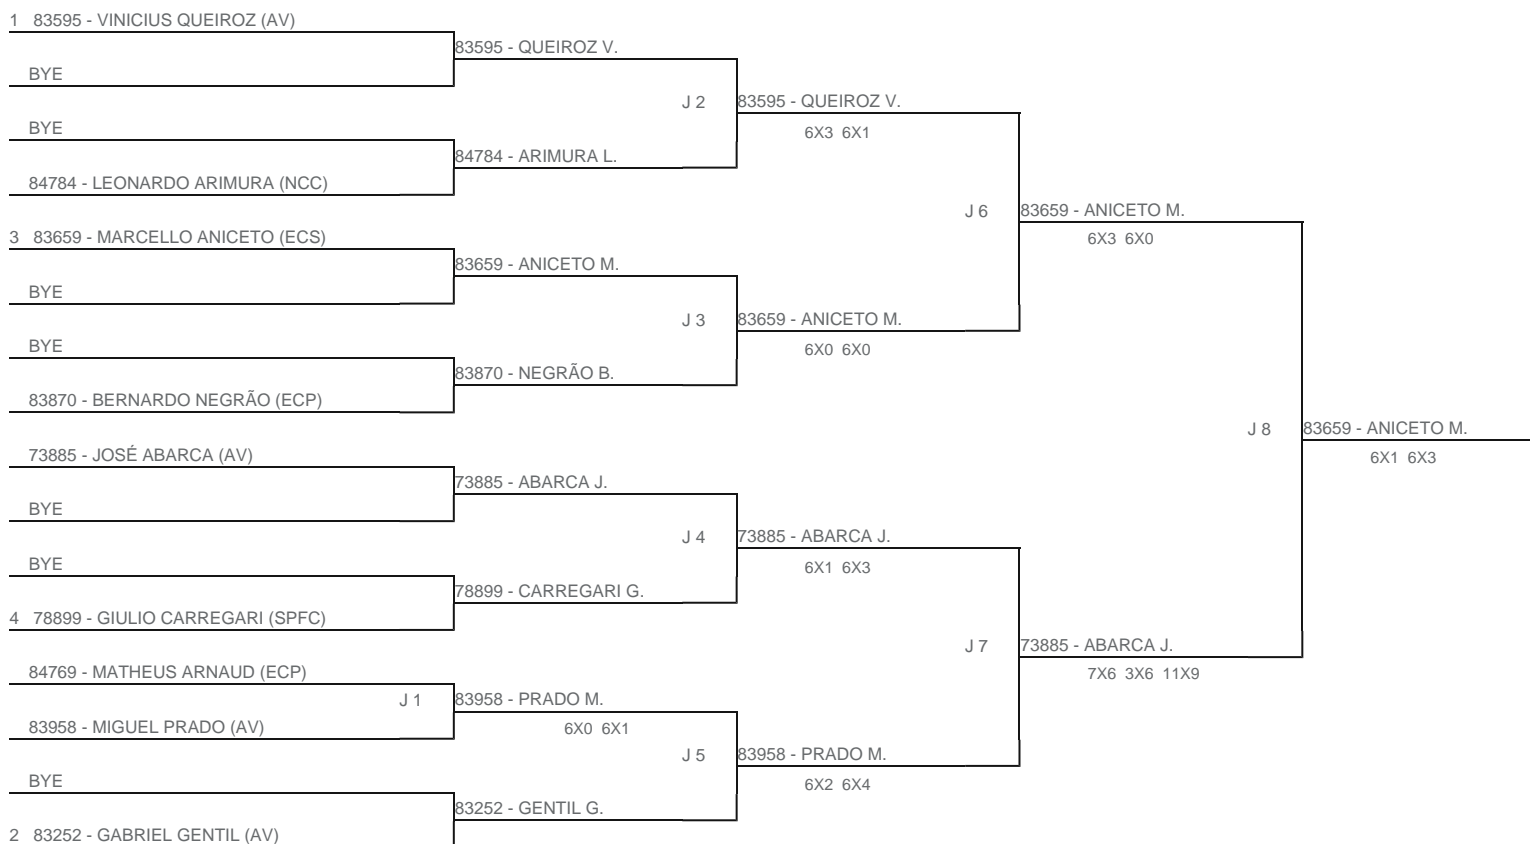 1 83595 - VINICIUS QUEIROZ (AV)
83595 - QUEIROZ V.
BYE
J 2
83595 - QUEIROZ V.
6X3 6X1
BYE
84784 - ARIMURA L.
84784 - LEONARDO ARIMURA (NCC)
J 6
83659 - ANICETO M.
6X3 6X0
3 83659 - MARCELLO ANICETO (ECS)
83659 - ANICETO M.
BYE
J 3
83659 - ANICETO M.
6X0 6X0
BYE
83870 - NEGRÃO B.
83870 - BERNARDO NEGRÃO (ECP)
J 8
83659 - ANICETO M.
6X1 6X3
73885 - JOSÉ ABARCA (AV)
73885 - ABARCA J.
BYE
J 4
73885 - ABARCA J.
6X1 6X3
BYE
78899 - CARREGARI G.
4 78899 - GIULIO CARREGARI (SPFC)
J 7
73885 - ABARCA J.
7X6 3X6 11X9
84769 - MATHEUS ARNAUD (ECP)
J 1
83958 - PRADO M.
6X0 6X1
83958 - MIGUEL PRADO (AV)
J 5
83958 - PRADO M.
6X2 6X4
BYE
83252 - GENTIL G.
2 83252 - GABRIEL GENTIL (AV)